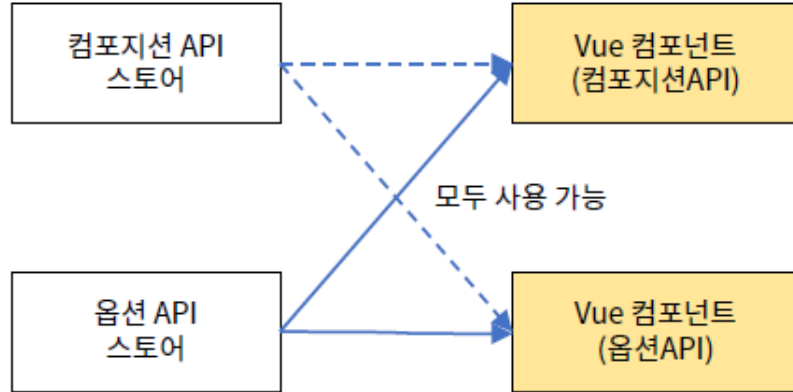 컴포지션 API
스토어
Vue 컴포넌트
(컴포지션API)
모두 사용 가능
옵션 API
스토어
Vue 컴포넌트
(옵션API)